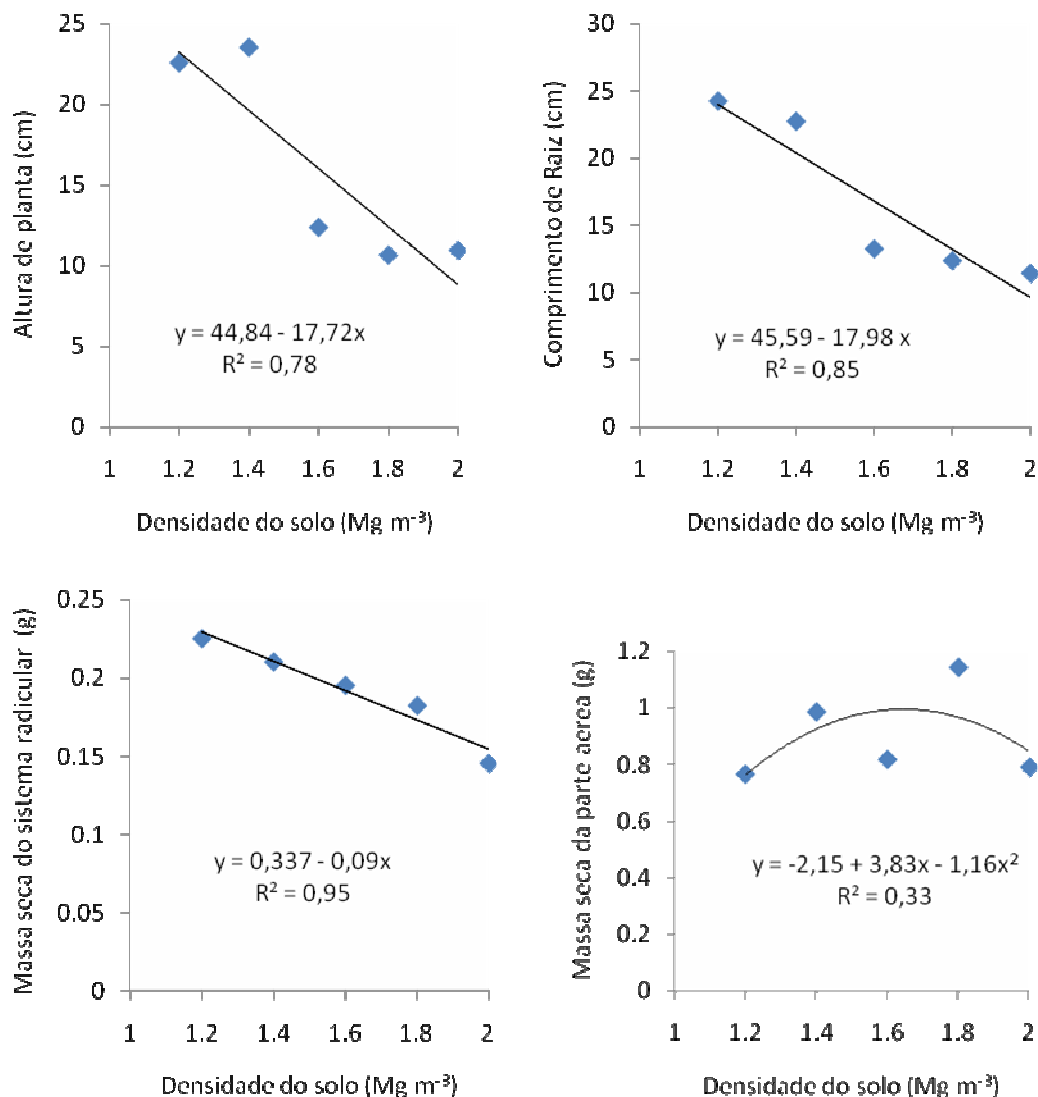 Altura de planta (cm)
25
20
15
10
5
0
y = 44,84 - 17,72x
R² = 0,78
1 1.2 1.4 1.6 1.8 2
Densidade do solo (Mg m⁻³)
Comprimento de Raiz (cm)
30
25
20
15
10
5
0
y = 45,59 - 17,98 x
R² = 0,85
1 1.2 1.4 1.6 1.8 2
Densidade do solo (Mg m⁻³)
Massa seca do sistema radicular (g)
0.25
0.2
0.15
0.1
0.05
0
y = 0,337 - 0,09x
R² = 0,95
1 1.2 1.4 1.6 1.8 2
Densidade do solo (Mg m⁻³)
Massa seca da parte aerea (g)
1.2
1
0.8
0.6
0.4
0.2
0
y = -2,15 + 3,83x - 1,16x²
R² = 0,33
1 1.2 1.4 1.6 1.8 2
Densidade do solo (Mg m⁻³)